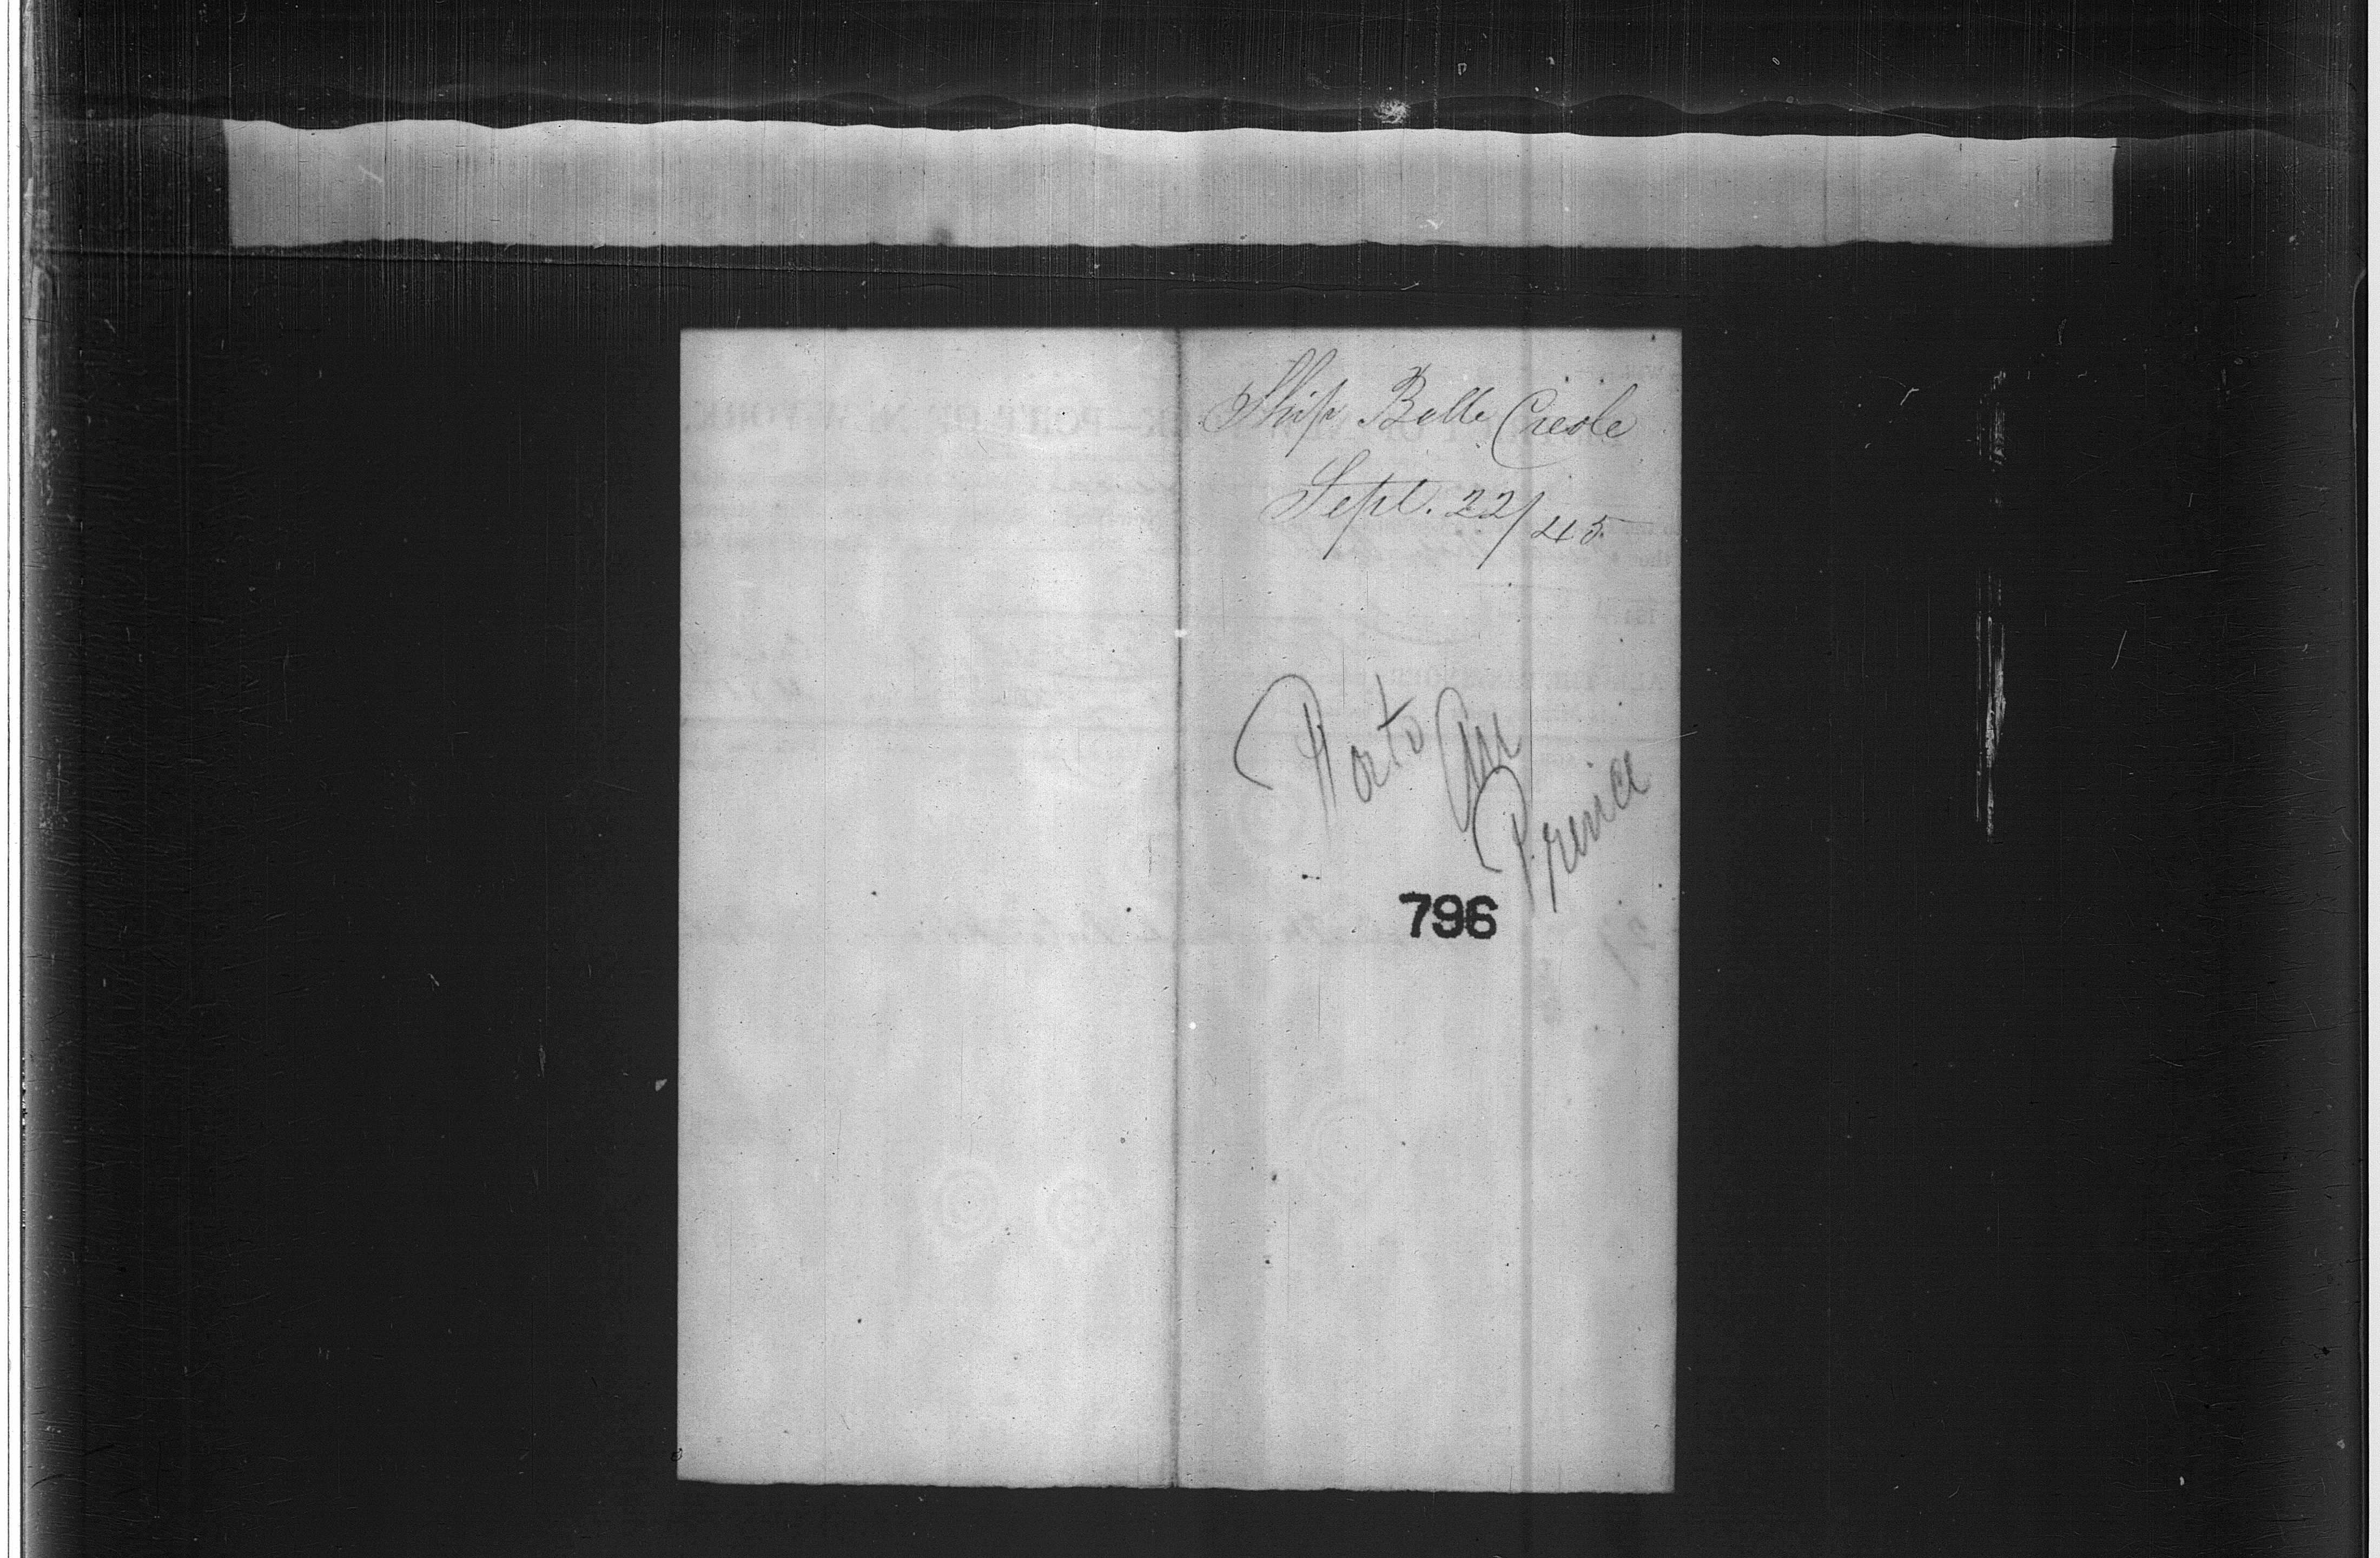 Ship Belle Creole
Sept. 22/45
Porto Au
Prince
796